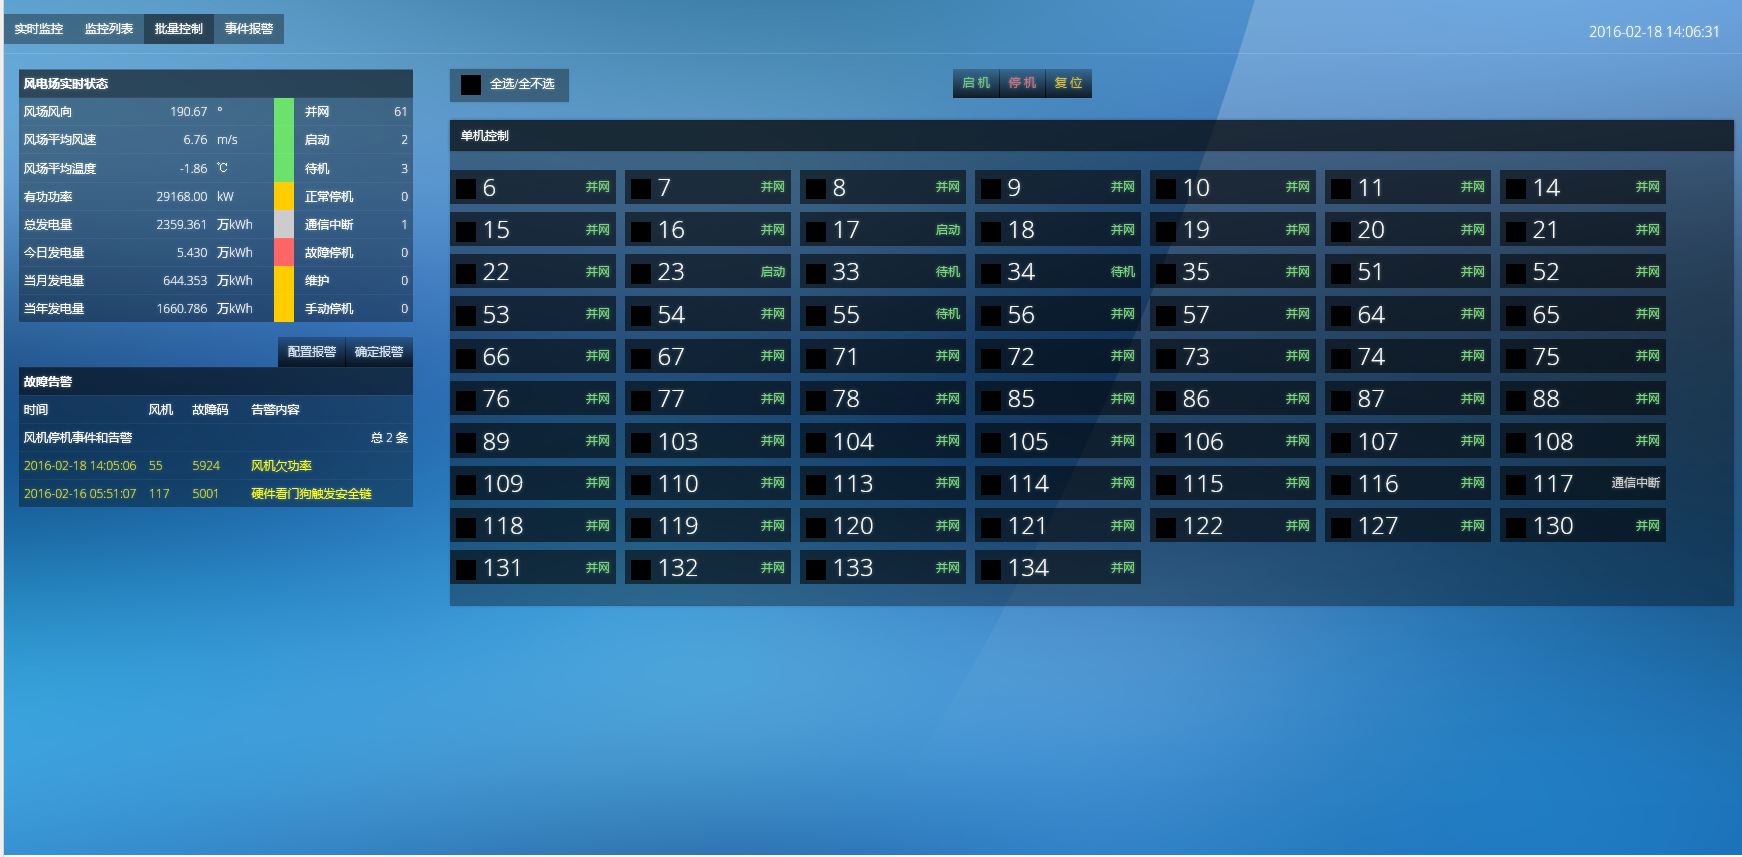 实时监控 监控列表 批量控制 事件报警
2016-02-18 14:06:31
风电场实时状态
风场风向 190.67 ° 并网 61
风场平均风速 6.76 m/s 启动 2
风场平均温度 -1.86 ℃ 待机 3
有功功率 29168.00 kW 正常停机 0
总发电量 2359.361 万kWh 通信中断 1
今日发电量 5.430 万kWh 故障停机 0
当月发电量 644.353 万kWh 维护 0
当年发电量 1660.786 万kWh 手动停机 0
配置报警 确定报警
故障告警
时间 风机 故障码 告警内容
风机停机事件和告警 总 2 条
2016-02-18 14:05:06 55 5924 风机欠功率
2016-02-16 05:51:07 117 5001 硬件看门狗触发安全链
全选/全不选 启机 停机 复位
单机控制
6 并网 7 并网 8 并网 9 并网 10 并网 11 并网 14 并网
15 并网 16 并网 17 启动 18 并网 19 并网 20 并网 21 并网
22 并网 23 启动 33 待机 34 待机 35 并网 51 并网 52 并网
53 并网 54 并网 55 待机 56 并网 57 并网 64 并网 65 并网
66 并网 67 并网 71 并网 72 并网 73 并网 74 并网 75 并网
76 并网 77 并网 78 并网 85 并网 86 并网 87 并网 88 并网
89 并网 103 并网 104 并网 105 并网 106 并网 107 并网 108 并网
109 并网 110 并网 113 并网 114 并网 115 并网 116 并网 117 通信中断
118 并网 119 并网 120 并网 121 并网 122 并网 127 并网 130 并网
131 并网 132 并网 133 并网 134 并网